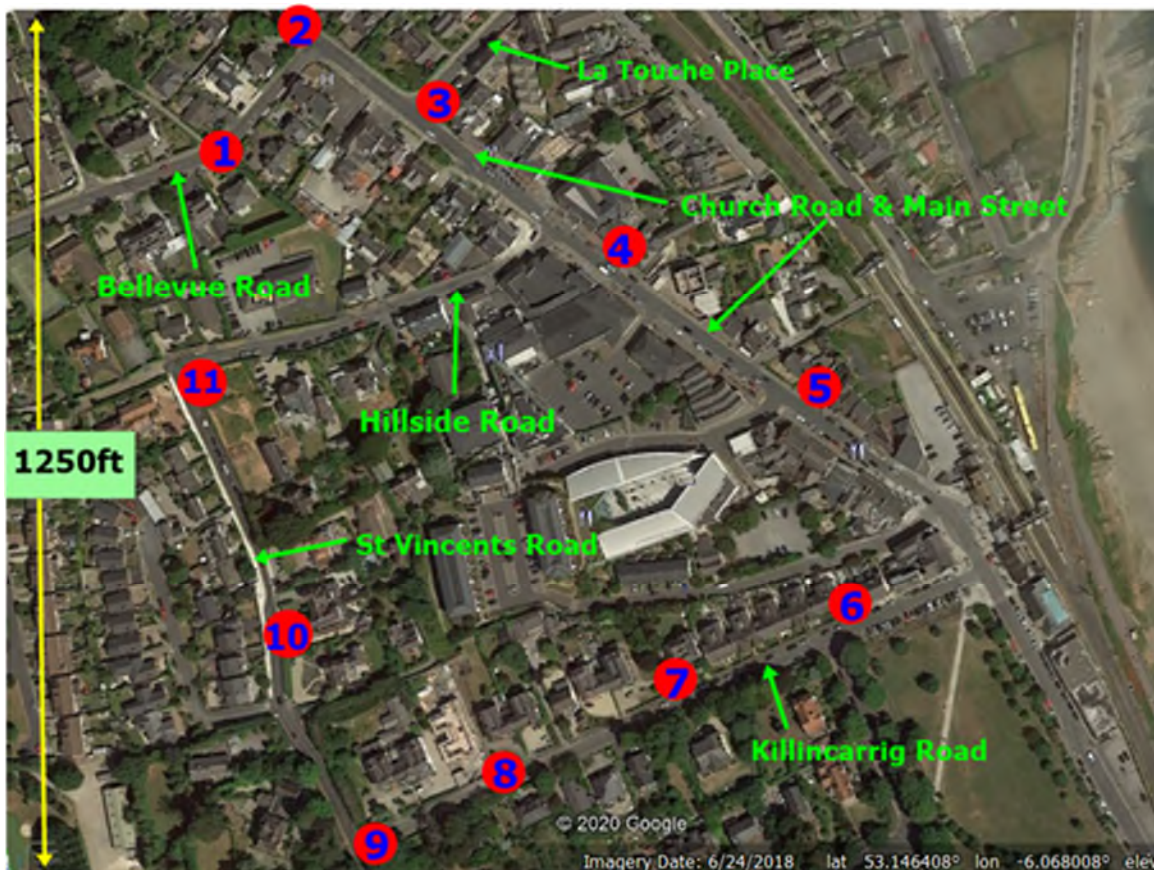 2
La Touche Place
3
1
Church Road & Main Street
4
Bellevue Road
11
5
Hillside Road
1250ft
St Vincents Road
10
6
7
Killincarrig Road
8
© 2020 Google
9
Imagery Date: 6/24/2018 lat 53.146408° lon -6.068008° elev